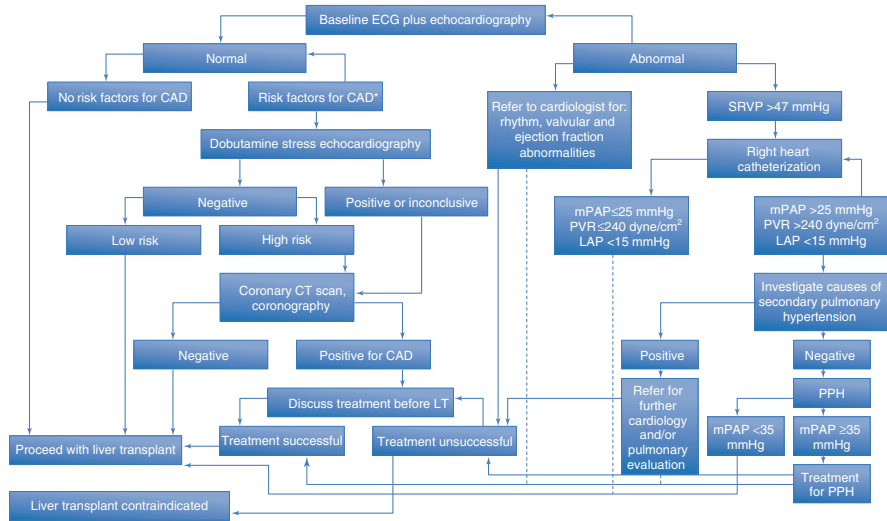 Baseline ECG plus echocardiography
Normal
Abnormal
No risk factors for CAD
Risk factors for CAD*
Refer to cardiologist for:
rhythm, valvular and
ejection fraction
abnormalities
SRVP >47 mmHg
Dobutamine stress echocardiography
Right heart
catheterization
Negative
Positive or inconclusive
mPAP≤25 mmHg
PVR≤240 dyne/cm²
LAP <15 mmHg
mPAP >25 mmHg
PVR >240 dyne/cm²
LAP <15 mmHg
Low risk
High risk
Coronary CT scan,
coronography
Investigate causes of
secondary pulmonary
hypertension
Negative
Positive for CAD
Positive
Negative
Discuss treatment before LT
Refer for
further
cardiology
and/or
pulmonary
evaluation
PPH
mPAP <35
mmHg
mPAP ≥35
mmHg
Proceed with liver transplant
Treatment successful
Treatment unsuccessful
Treatment
for PPH
Liver transplant contraindicated